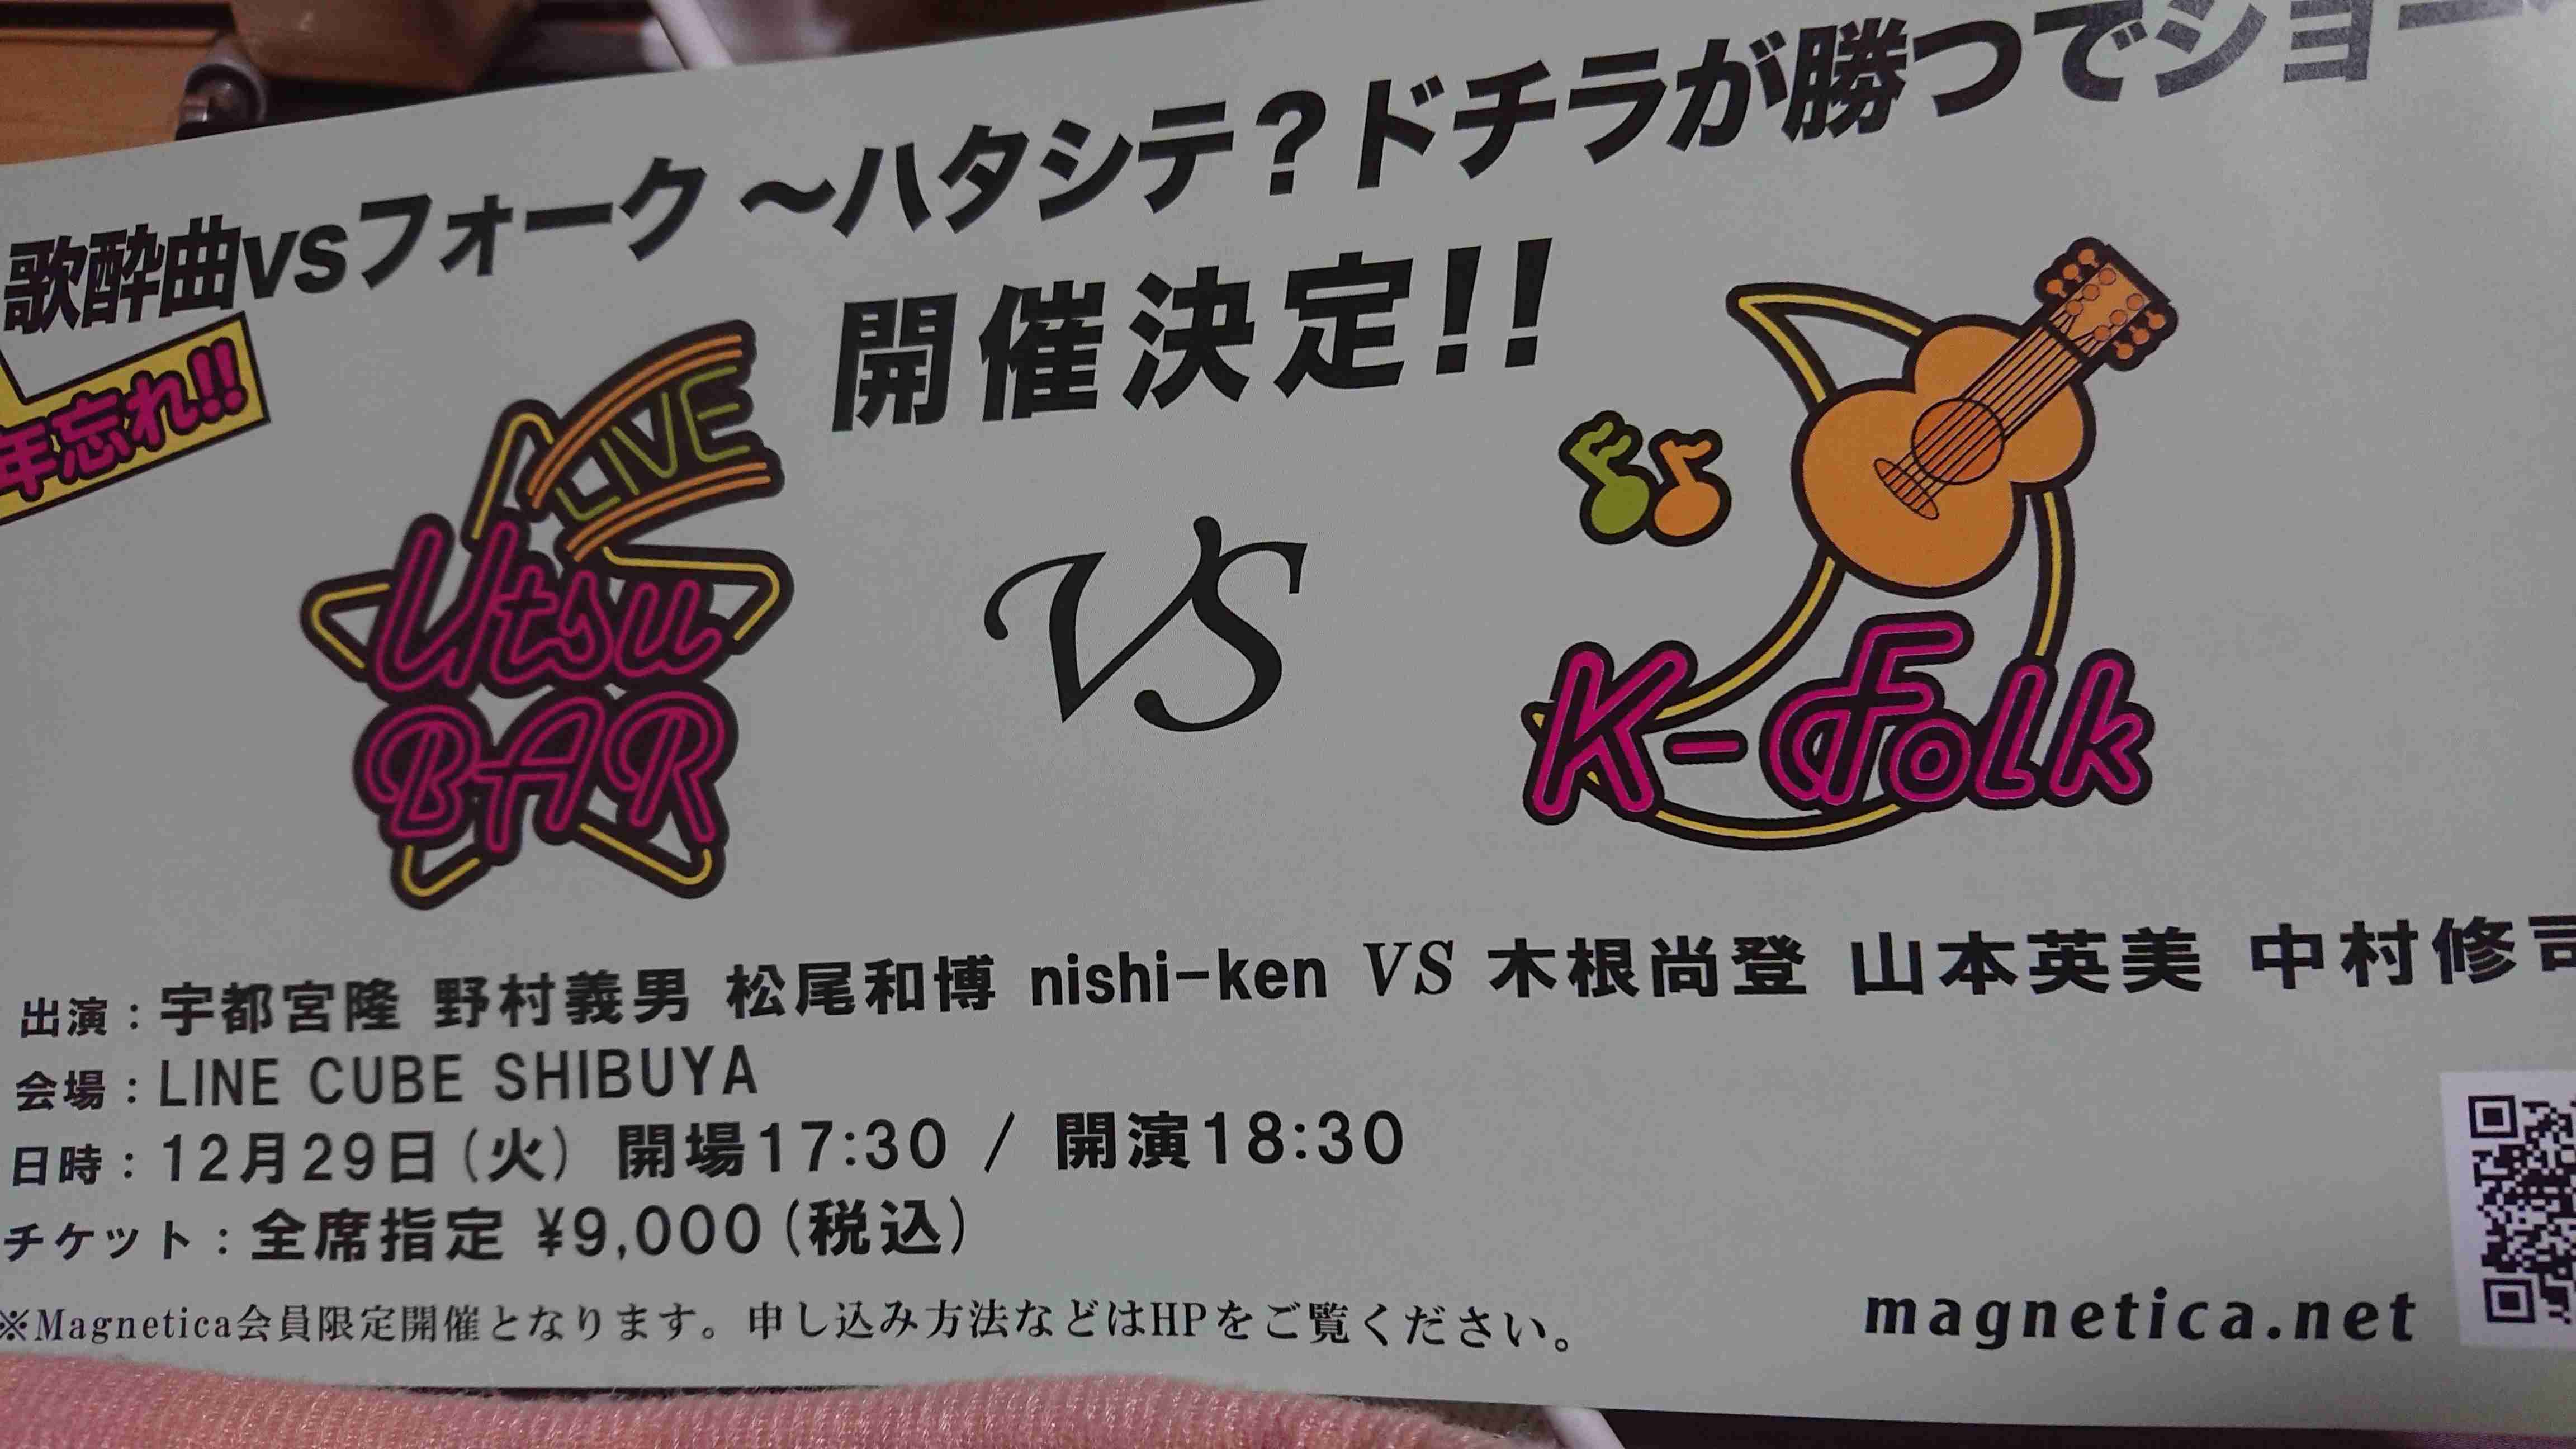 歌酔曲vsフォーク ～ハタシテ?ドチラが勝つでショー
開催決定!!
年忘れ!!
LIVE
Utsu
BAR
VS
K-Folk
出演：宇都宮隆 野村義男 松尾和博 nishi-ken VS 木根尚登 山本英美 中村修司
会場：LINE CUBE SHIBUYA
日時：12月29日(火) 開場17:30 / 開演18:30
チケット：全席指定 ¥9,000(税込)
※Magnetica会員限定開催となります。申し込み方法などはHPをご覧ください。
magnetica.net